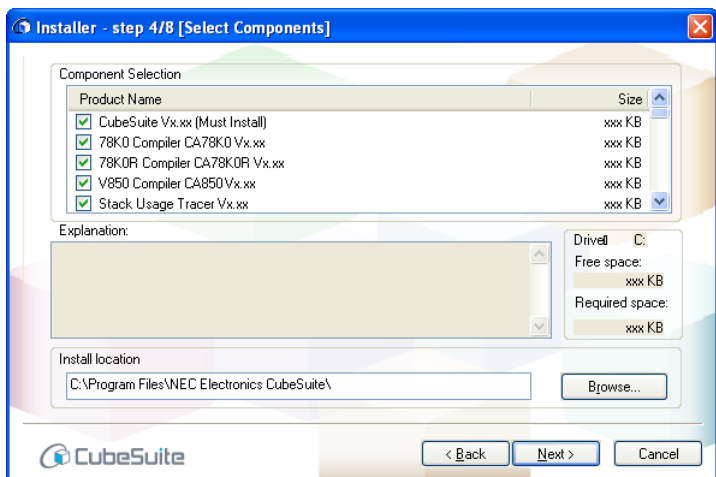 Installer - step 4/8 [Select Components]
Component Selection
Product Name Size
CubeSuite Vx.xx (Must Install) xxx KB
78K0 Compiler CA78K0 Vx.xx xxx KB
78K0R Compiler CA78K0R Vx.xx xxx KB
V850 Compiler CA850Vx.xx xxx KB
Stack Usage Tracer Vx.xx xxx KB
Explanation:
Drive C:
Free space:
xxx KB
Required space:
xxx KB
Install location
C:\Program Files\NEC Electronics CubeSuite\
Browse...
CubeSuite
< Back Next > Cancel